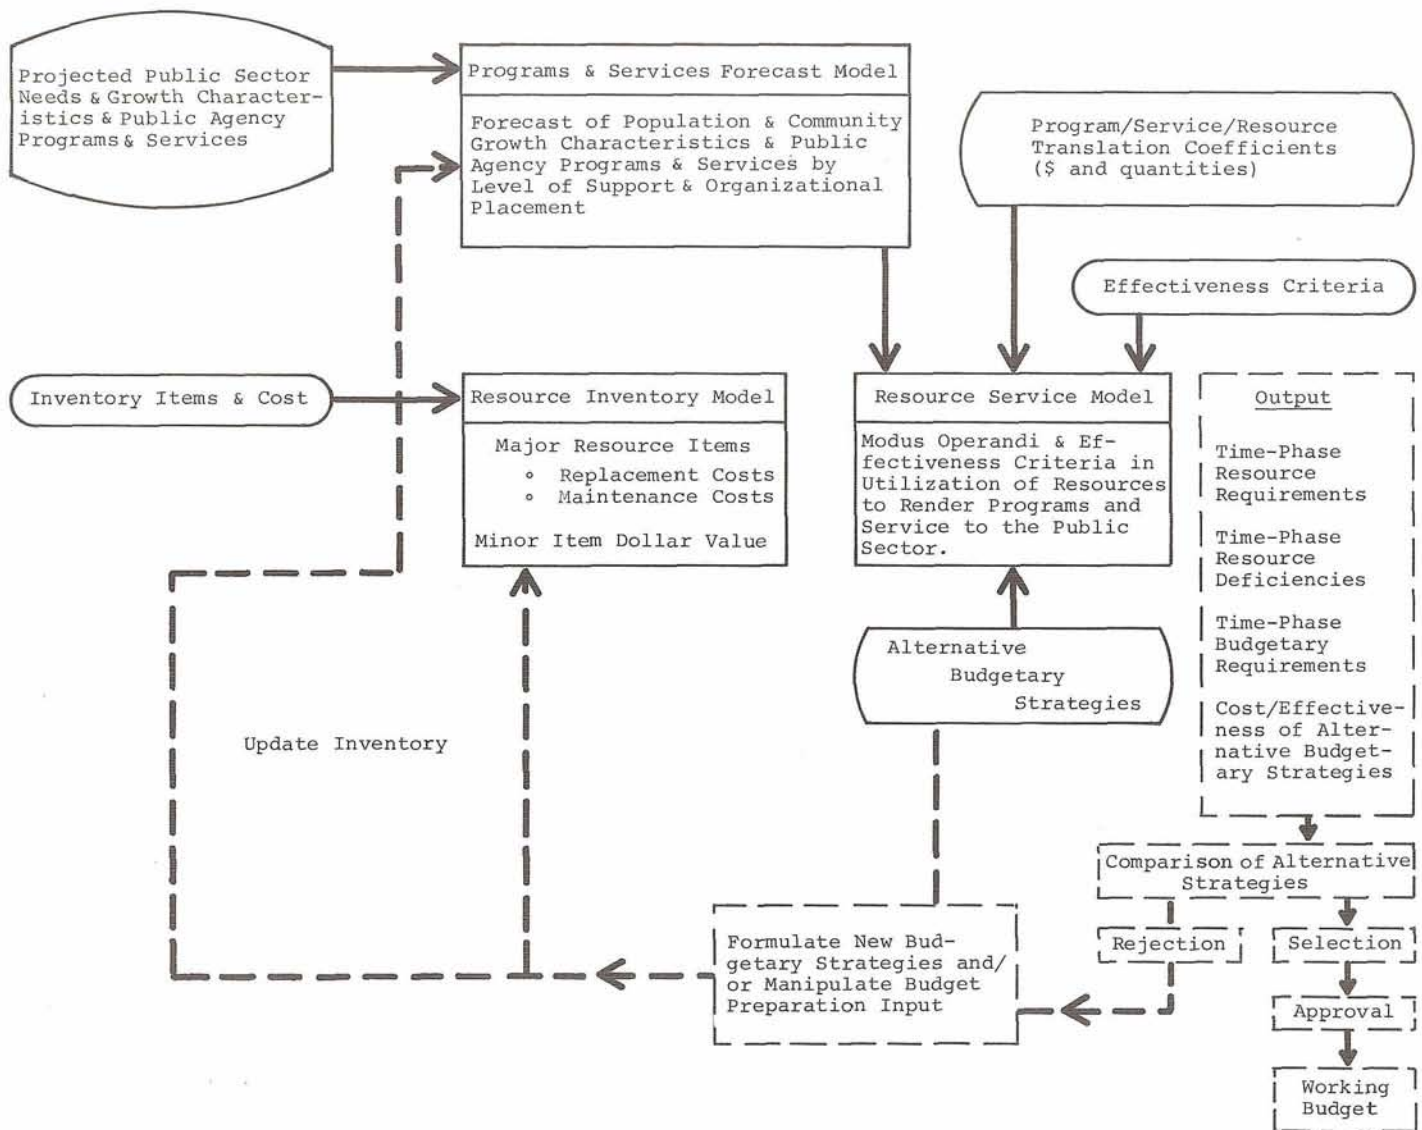 Projected Public Sector
Needs & Growth Character-
istics & Public Agency
Programs & Services
Programs & Services Forecast Model
Forecast of Population & Community
Growth Characteristics & Public
Agency Programs & Services by
Level of Support & Organizational
Placement
Program/Service/Resource
Translation Coefficients
($ and quantities)
Effectiveness Criteria
Inventory Items & Cost
Resource Inventory Model
Major Resource Items
° Replacement Costs
° Maintenance Costs
Minor Item Dollar Value
Resource Service Model
Modus Operandi & Ef-
fectiveness Criteria in
Utilization of Resources
to Render Programs and
Service to the Public
Sector.
Output
Time-Phase
Resource
Requirements
Time-Phase
Resource
Deficiencies
Time-Phase
Budgetary
Requirements
Cost/Effective-
ness of Alter-
native Budget-
ary Strategies
Alternative
Budgetary
Strategies
Update Inventory
Comparison of Alternative
Strategies
Formulate New Bud-
getary Strategies and/
or Manipulate Budget
Preparation Input
Rejection
Selection
Approval
Working
Budget